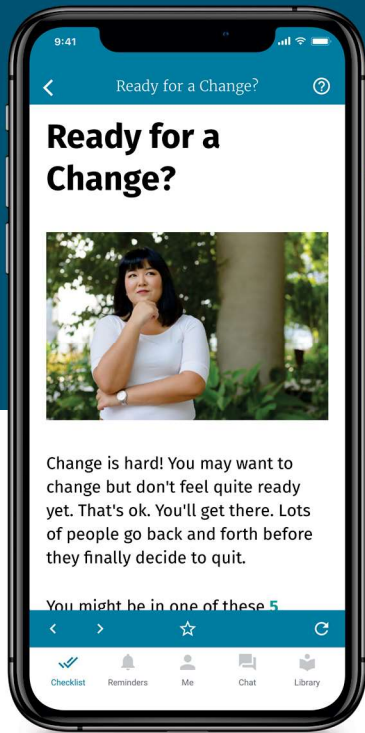 9:41
Ready for a Change?
Ready for a
Change?
Change is hard! You may want to
change but don't feel quite ready
yet. That's ok. You'll get there. Lots
of people go back and forth before
they finally decide to quit.
You might be in one of these 5
Checklist
Reminders
Me
Chat
Library